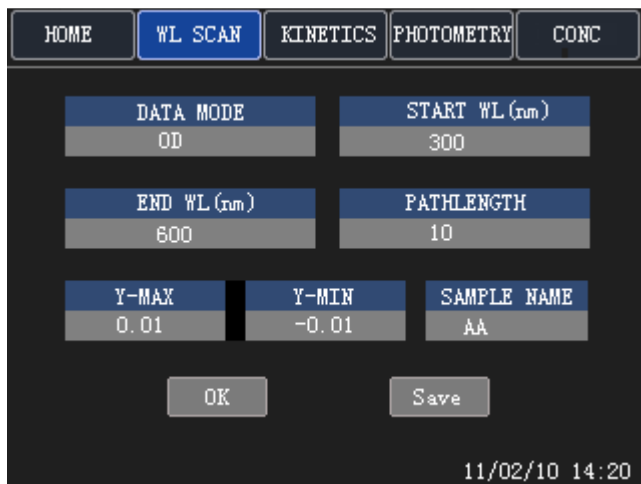 HOME WL SCAN KINETICS PHOTOMETRY CONC
DATA MODE START WL(nm)
OD 300
END WL(nm) PATHLENGTH
600 10
Y-MAX Y-MIN SAMPLE NAME
0.01 -0.01 AA
OK Save
11/02/10 14:20